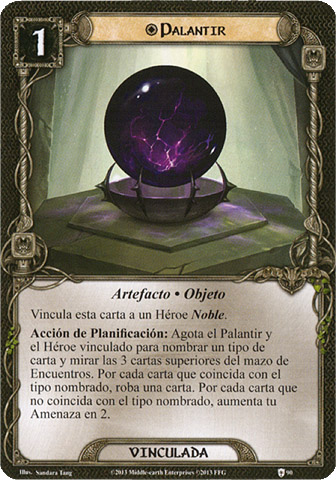 1
Palantir
Artefacto • Objeto
Vincula esta carta a un Héroe Noble.
Acción de Planificación: Agota el Palantir y
el Héroe vinculado para nombrar un tipo de
carta y mirar las 3 cartas superiores del mazo de
Encuentros. Por cada carta que coincida con el
tipo nombrado, roba una carta. Por cada carta que
no coincida con el tipo nombrado, aumenta tu
Amenaza en 2.
VINCULADA
Illus. Sandara Tang ©2013 Middle-earth Enterprises ©2013 FFG 90